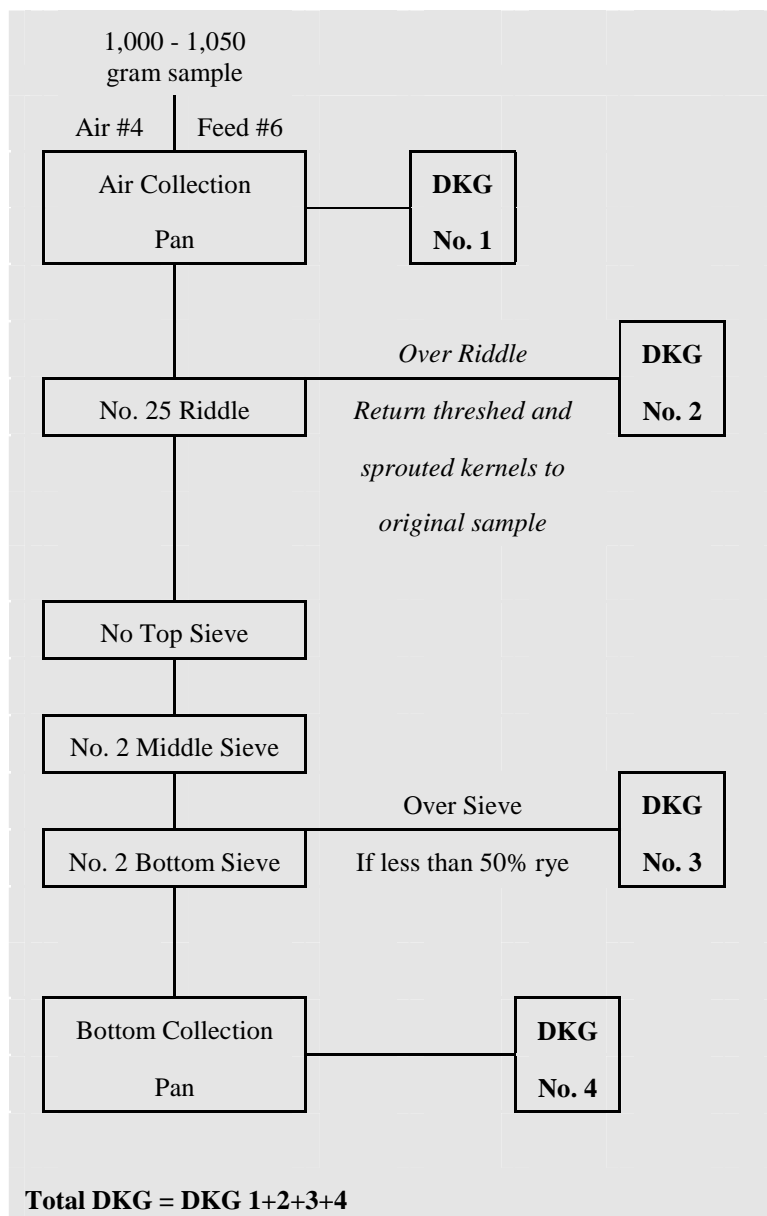 1,000 - 1,050
gram sample
Air #4
Feed #6
Air Collection
Pan
DKG
No. 1
Over Riddle
DKG
No. 25 Riddle
Return threshed and
No. 2
sprouted kernels to
original sample
No Top Sieve
No. 2 Middle Sieve
Over Sieve
DKG
No. 2 Bottom Sieve
If less than 50% rye
No. 3
Bottom Collection
Pan
DKG
No. 4
Total DKG = DKG 1+2+3+4